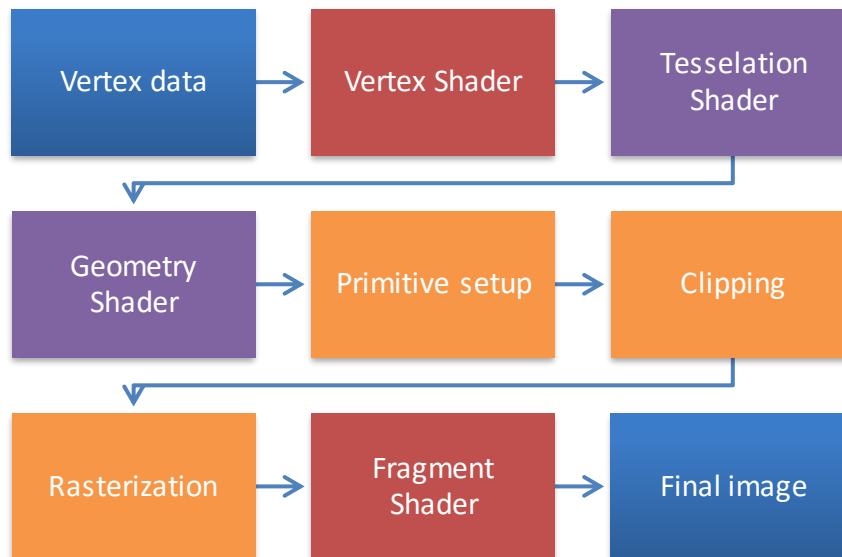 Vertex data
Vertex Shader
Tesselation
Shader
Geometry
Shader
Primitive setup
Clipping
Rasterization
Fragment
Shader
Final image